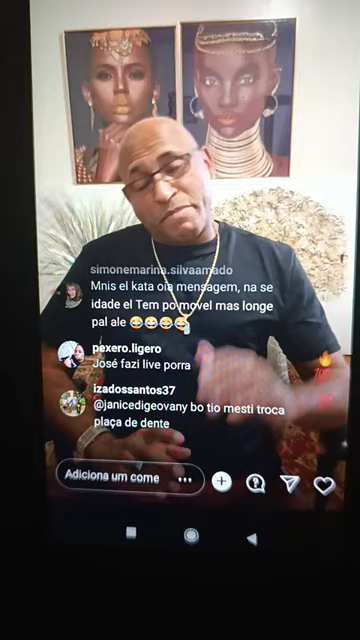 simonemarina.silvaamado
Mnis el kata oia mensagem, na se
idade el Tem po movel mas longe
pal ale 😂😂😂🤣
pexero.ligero
José fazi live porra
izadossantos37
@janicedigeovany bo tio mesti troca
plaça de dente
Adiciona um come